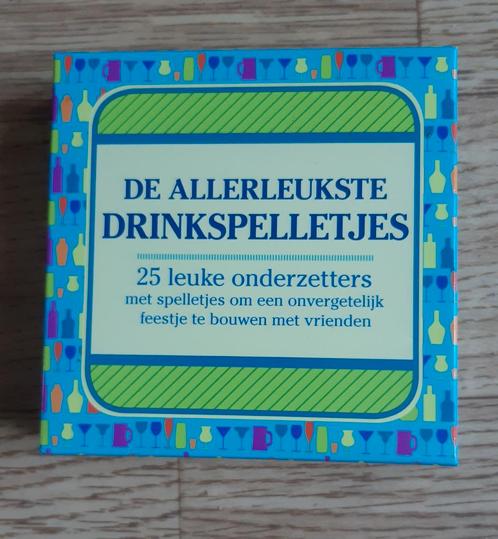 DE ALLERLEUKSTE
DRINKSPELLETJES
25 leuke onderzetters
met spelletjes om een onvergetelijk
feestje te bouwen met vrienden